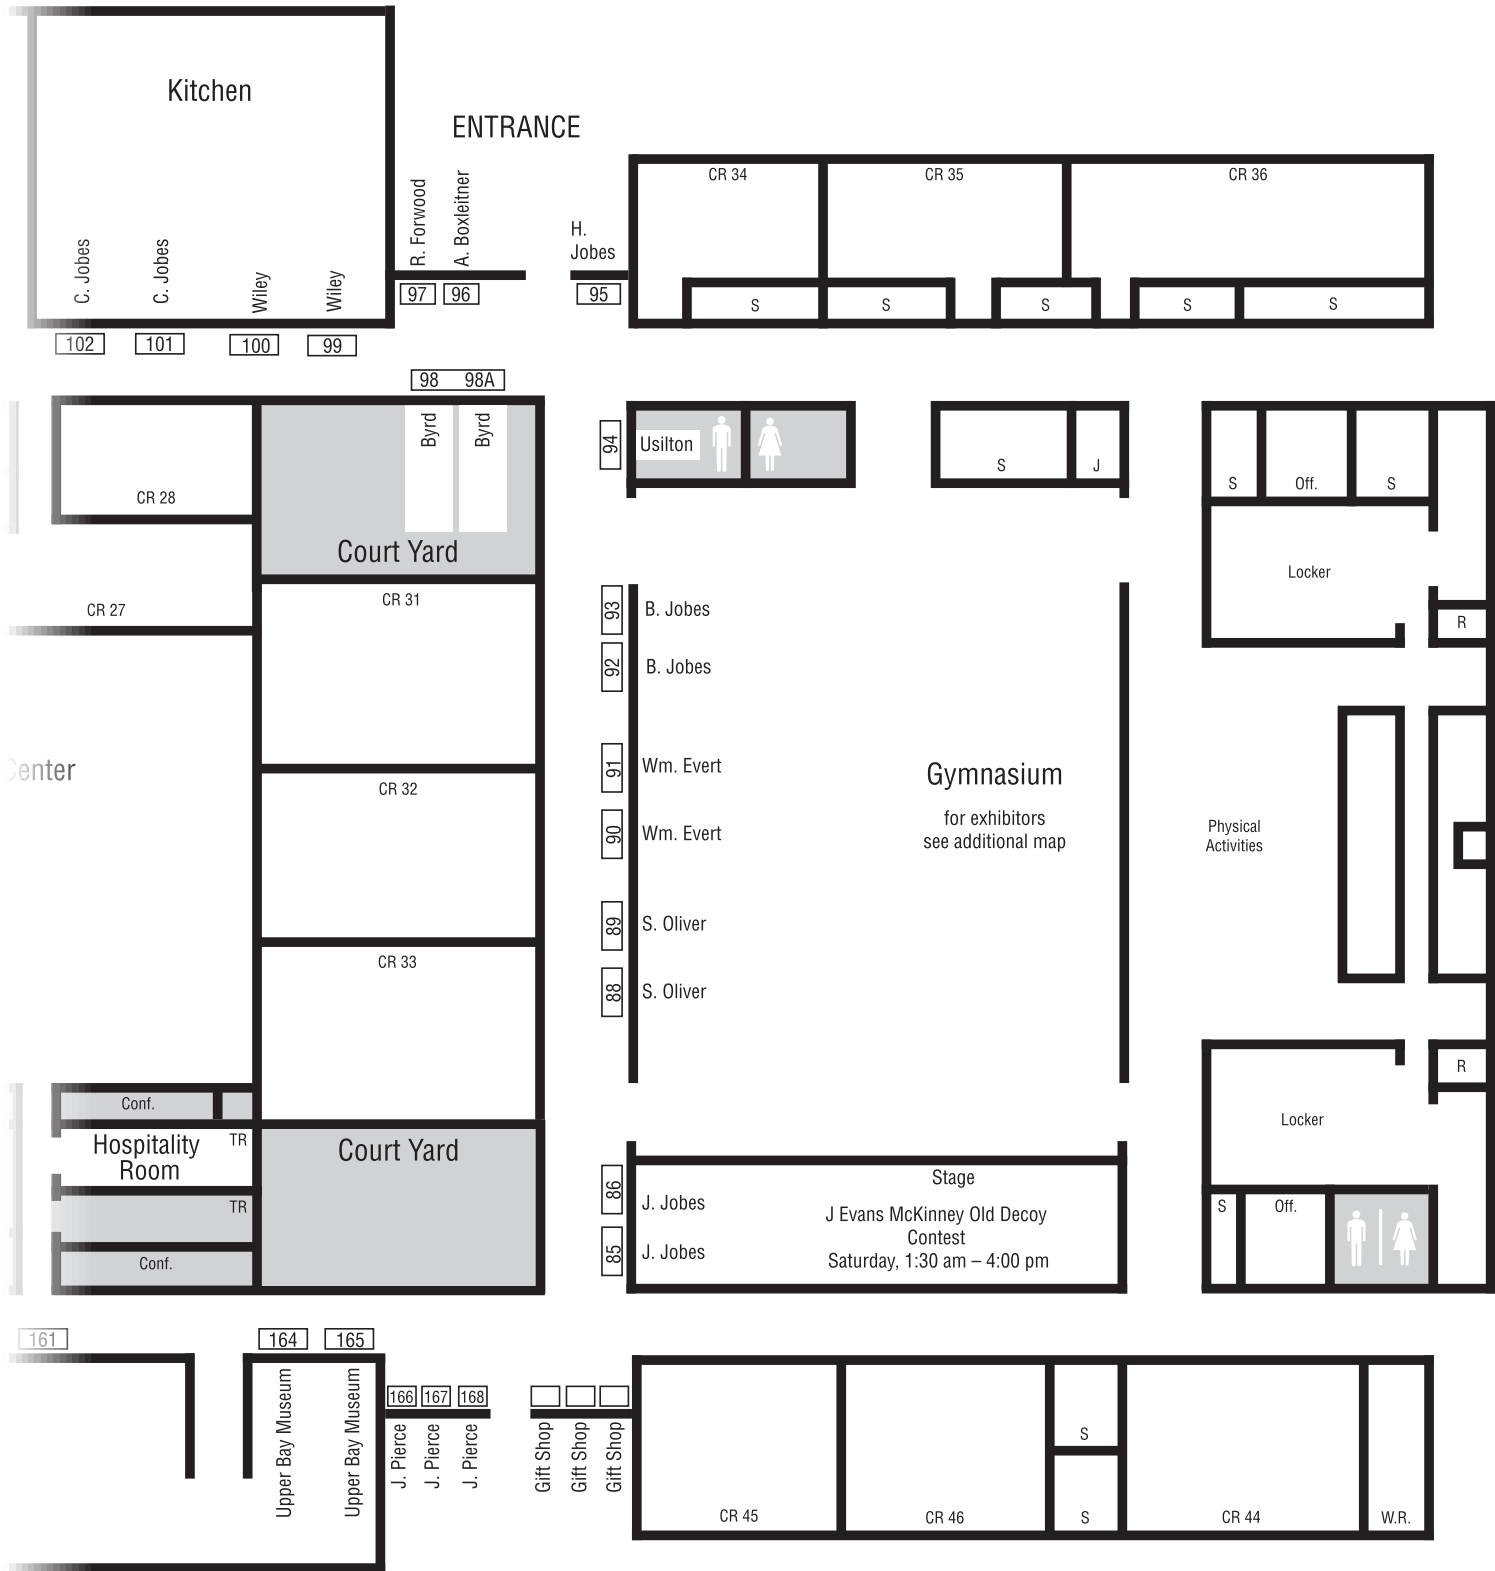 Kitchen
ENTRANCE
C. Jobes
C. Jobes
Wiley
Wiley
R. Forwood
A. Boxleitner
H.
Jobes
102
101
100
99
97
96
95
CR 34
CR 35
CR 36
S
S
S
S
S
98 98A
Byrd
Byrd
CR 28
Court Yard
94
Usilton
S
J
S
Off.
S
Locker
R
CR 27
CR 31
93
B. Jobes
92
B. Jobes
Center
CR 32
91
Wm. Evert
90
Wm. Evert
Gymnasium
for exhibitors
see additional map
Physical
Activities
CR 33
89
S. Oliver
88
S. Oliver
R
Locker
Conf.
Hospitality
Room
TR
TR
Conf.
Court Yard
86
J. Jobes
85
J. Jobes
Stage
J Evans McKinney Old Decoy
Contest
Saturday, 1:30 am – 4:00 pm
S
Off.
161
164
165
Upper Bay Museum
Upper Bay Museum
166
167
168
J. Pierce
J. Pierce
J. Pierce
Gift Shop
Gift Shop
Gift Shop
CR 45
CR 46
S
S
CR 44
W.R.